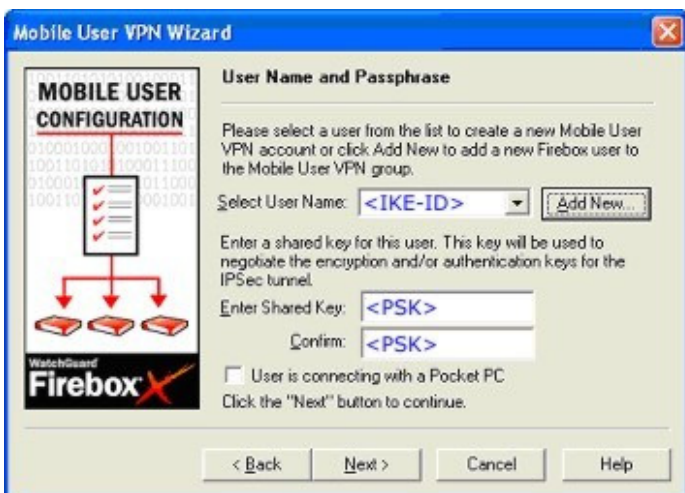 Mobile User VPN Wizard
MOBILE USER
CONFIGURATION
WatchGuard
Firebox X
User Name and Passphrase
Please select a user from the list to create a new Mobile User
VPN account or click Add New to add a new Firebox user to
the Mobile User VPN group.
Select User Name: <IKE-ID> Add New...
Enter a shared key for this user. This key will be used to
negotiate the encryption and/or authentication keys for the
IPSec tunnel.
Enter Shared Key: <PSK>
Confirm: <PSK>
User is connecting with a Pocket PC
Click the "Next" button to continue.
< Back Next > Cancel Help